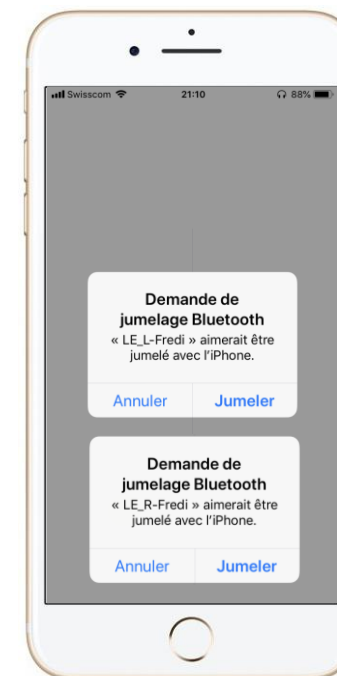 Swisscom 21:10 88%
Demande de
jumelage Bluetooth
« LE_L-Fredi » aimerait être
jumelé avec l’iPhone.
Annuler Jumeler
Demande de
jumelage Bluetooth
« LE_R-Fredi » aimerait être
jumelé avec l’iPhone.
Annuler Jumeler